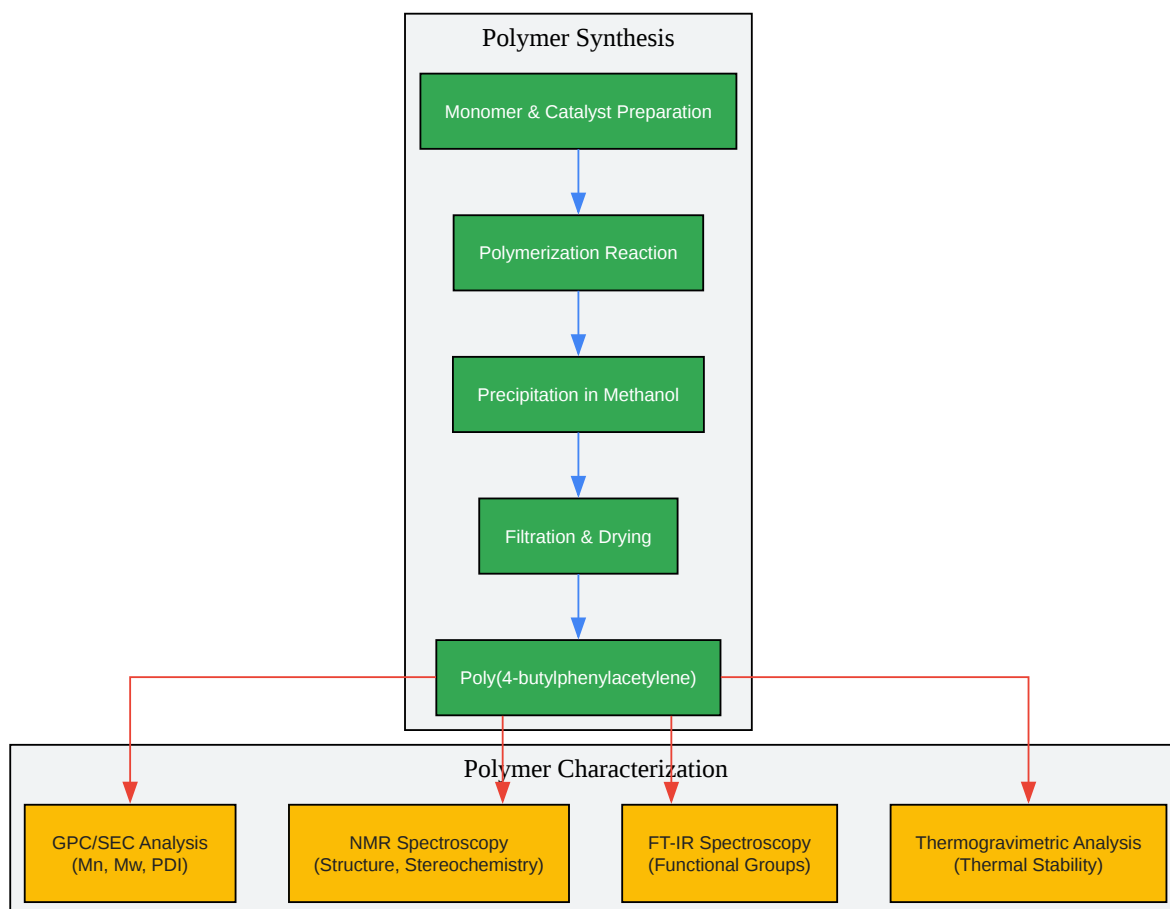 Polymer Synthesis
Monomer & Catalyst Preparation
Polymerization Reaction
Precipitation in Methanol
Filtration & Drying
Poly(4-butylphenylacetylene)
Polymer Characterization
GPC/SEC Analysis
(Mn, Mw, PDI)
NMR Spectroscopy
(Structure, Stereochemistry)
FT-IR Spectroscopy
(Functional Groups)
Thermogravimetric Analysis
(Thermal Stability)